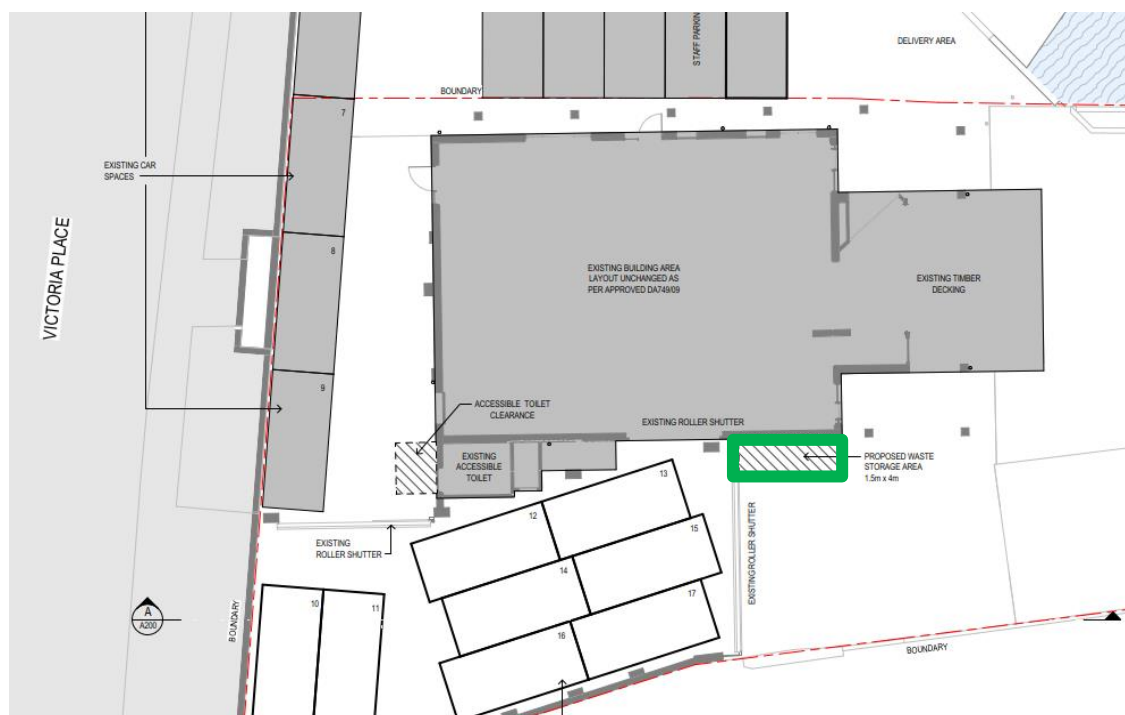 DELIVERY AREA
STAFF PARKIN
BOUNDARY
7
EXISTING CAR
SPACES
VICTORIA PLACE
8
EXISTING BUILDING AREA
LAYOUT UNCHANGED AS
PER APPROVED DA749/09
EXISTING TIMBER
DECKING
9
ACCESSIBLE TOILET
CLEARANCE
EXISTING ROLLER SHUTTER
EXISTING
ACCESSIBLE
TOILET
PROPOSED WASTE
STORAGE AREA
1.5m x 4m
13
12
15
EXISTING
ROLLER SHUTTER
EXISTING ROLLER SHUTTER
14
17
10
11
16
A
A200
BOUNDARY
BOUNDARY